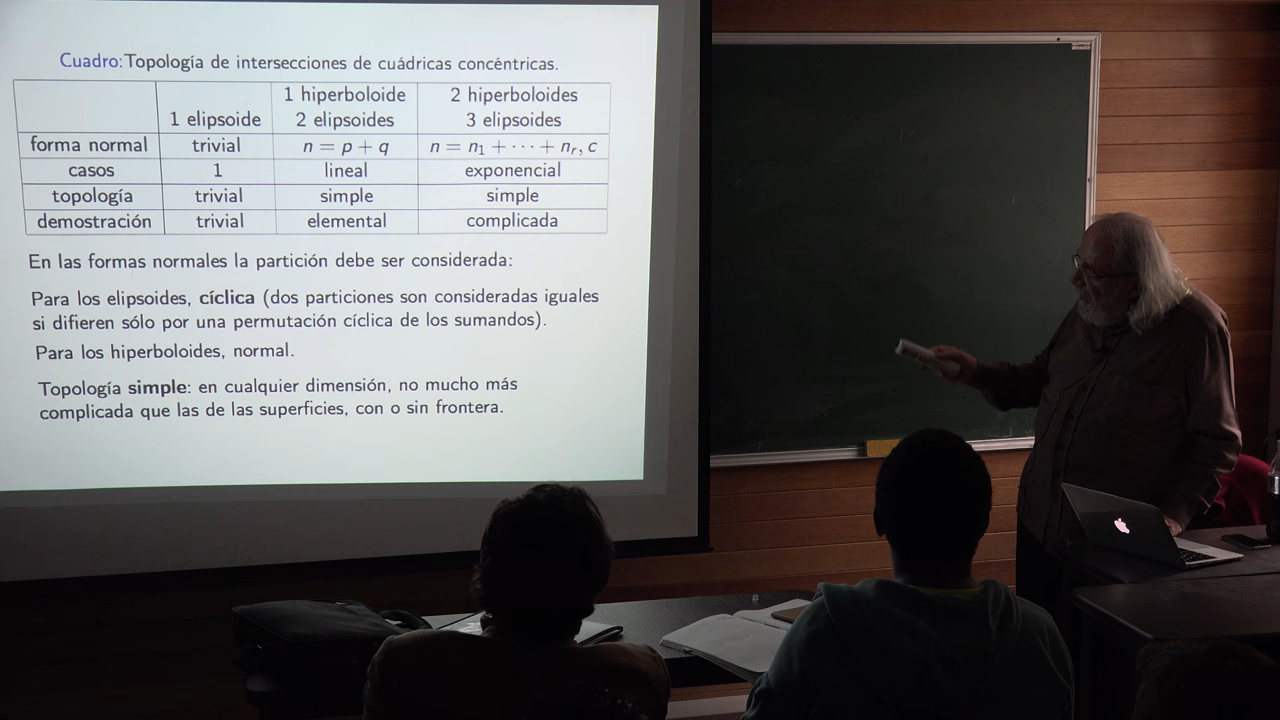 Cuadro: Topología de intersecciones de cuádricas concéntricas.
1 elipsoide
1 hiperboloide
2 elipsoides
2 hiperboloides
3 elipsoides
forma normal trivial n = p + q n = n₁ + ··· + nᵣ, c
casos 1 lineal exponencial
topología trivial simple simple
demostración trivial elemental complicada
En las formas normales la partición debe ser considerada:
Para los elipsoides, cíclica (dos particiones son consideradas iguales
si difieren sólo por una permutación cíclica de los sumandos).
Para los hiperboloides, normal.
Topología simple: en cualquier dimensión, no mucho más
complicada que las de las superficies, con o sin frontera.